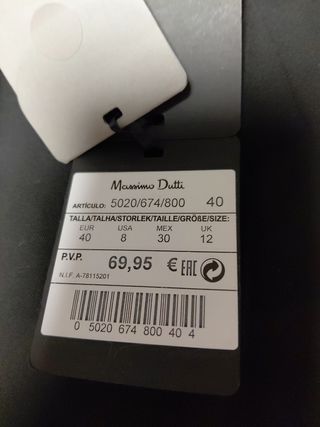 Massimo Dutti
ARTÍCULO: 5020/674/800 40
TALLA/TALHA/STORLEK/TAILLE/GRÖßE/SIZE:
EUR USA MEX UK
40 8 30 12
P.V.P. 69,95 € EAC
N.I.F. A-78115201
0 5020 674 800 40 4